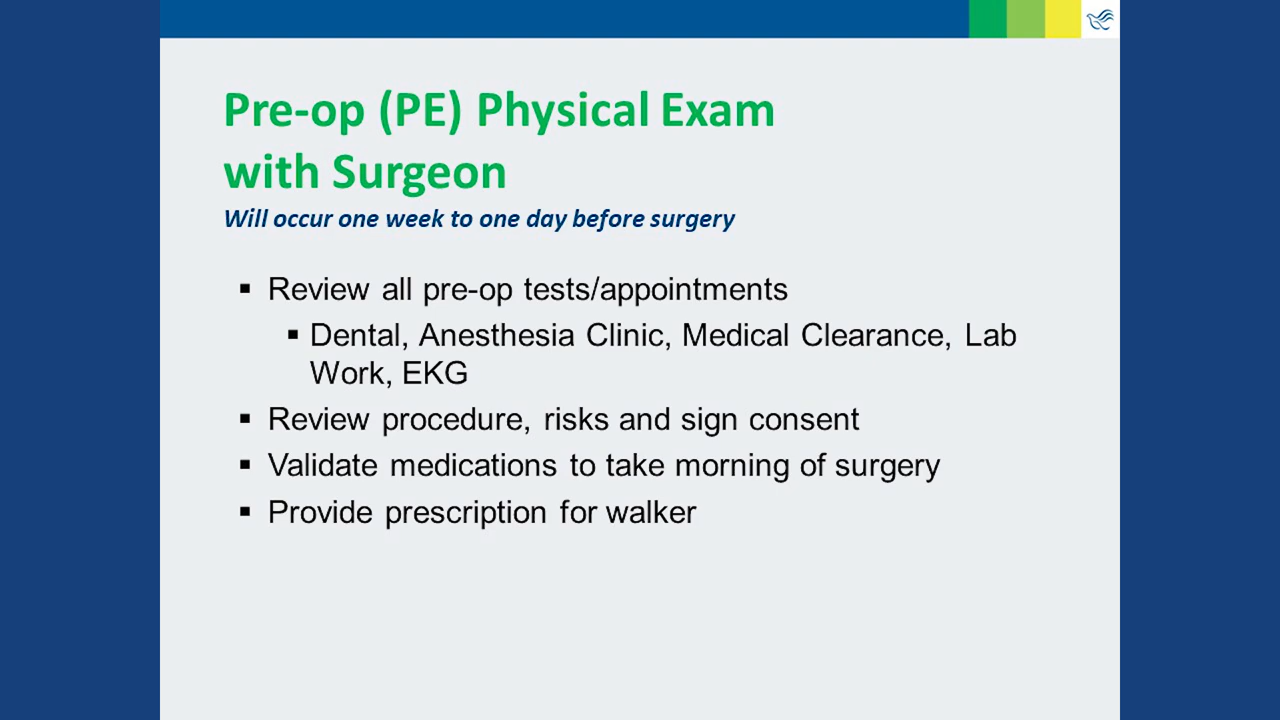 Pre-op (PE) Physical Exam
with Surgeon
Will occur one week to one day before surgery
▪ Review all pre-op tests/appointments
▪ Dental, Anesthesia Clinic, Medical Clearance, Lab
Work, EKG
▪ Review procedure, risks and sign consent
▪ Validate medications to take morning of surgery
▪ Provide prescription for walker